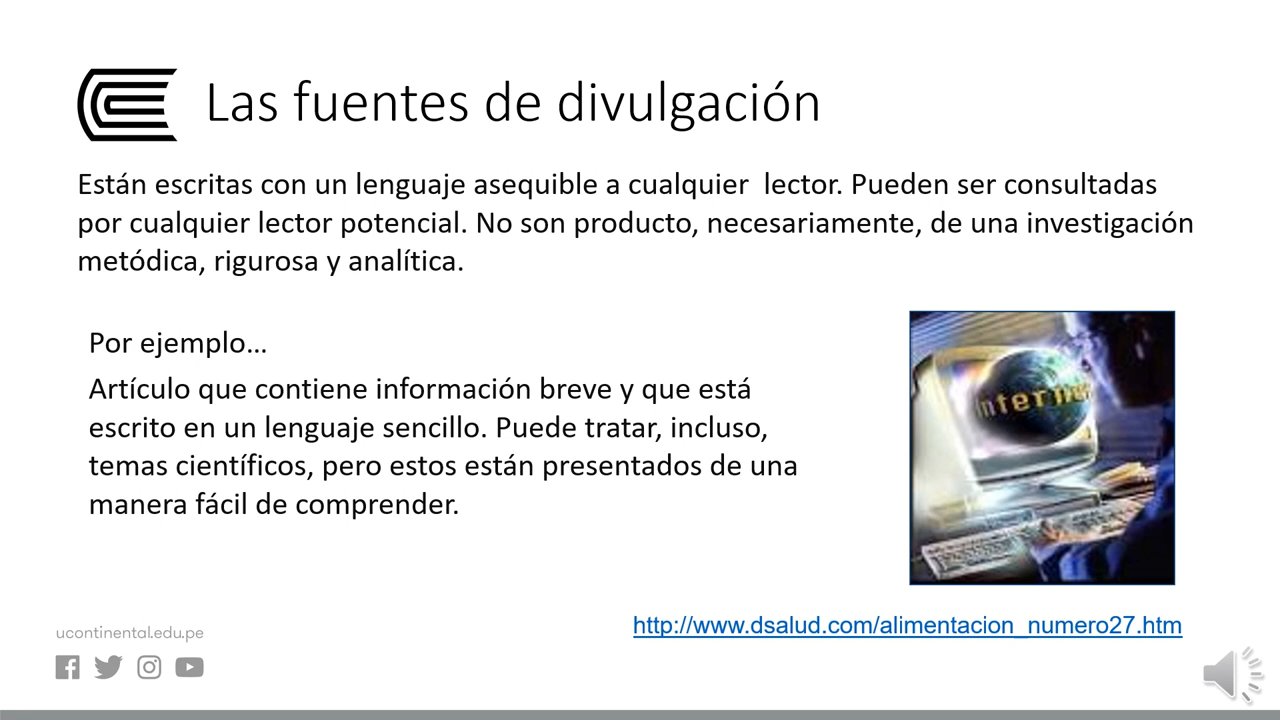 Las fuentes de divulgación
Están escritas con un lenguaje asequible a cualquier  lector. Pueden ser consultadas
por cualquier lector potencial. No son producto, necesariamente, de una investigación
metódica, rigurosa y analítica.
Por ejemplo...
Artículo que contiene información breve y que está
escrito en un lenguaje sencillo. Puede tratar, incluso,
temas científicos, pero estos están presentados de una
manera fácil de comprender.
Internet
http://www.dsalud.com/alimentacion_numero27.htm
ucontinental.edu.pe